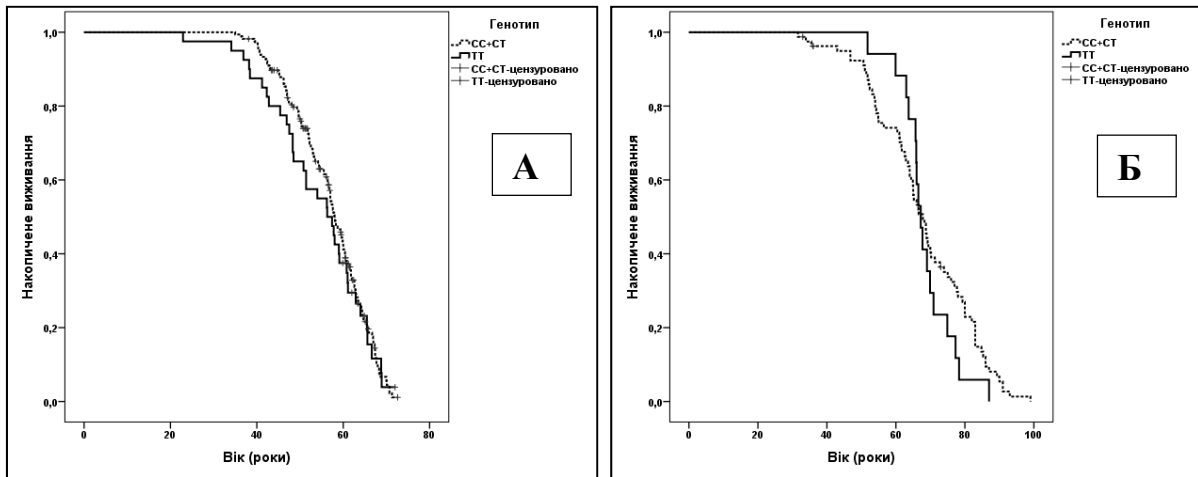 Генотип
CC+CT
TT
CC+CT-цензуровано
TT-цензуровано
А
Накопичене виживання
1,0
0,8
0,6
0,4
0,2
0,0
0
20
40
60
80
Вік (роки)
Генотип
CC+CT
TT
CC+CT-цензуровано
TT-цензуровано
Б
Накопичене виживання
1,0
0,8
0,6
0,4
0,2
0,0
0
20
40
60
80
100
Вік (роки)